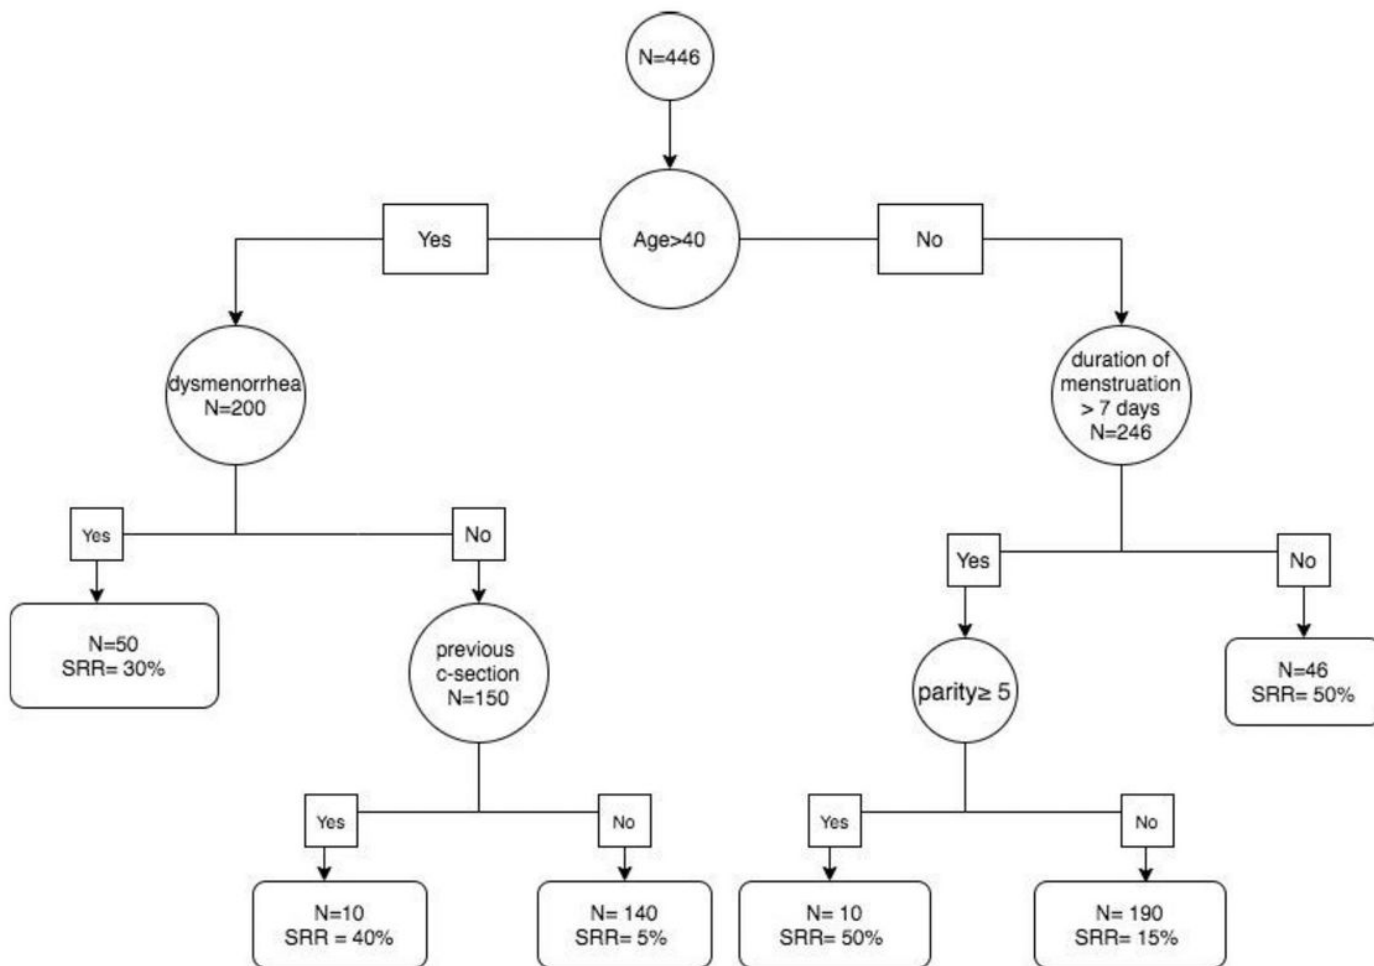 N=446
Age>40
Yes
No
dysmenorrhea
N=200
duration of
menstruation
> 7 days
N=246
Yes
No
Yes
No
N=50
SRR= 30%
previous
c-section
N=150
parity≥ 5
N=46
SRR= 50%
Yes
No
Yes
No
N=10
SRR = 40%
N= 140
SRR= 5%
N= 10
SRR= 50%
N= 190
SRR= 15%